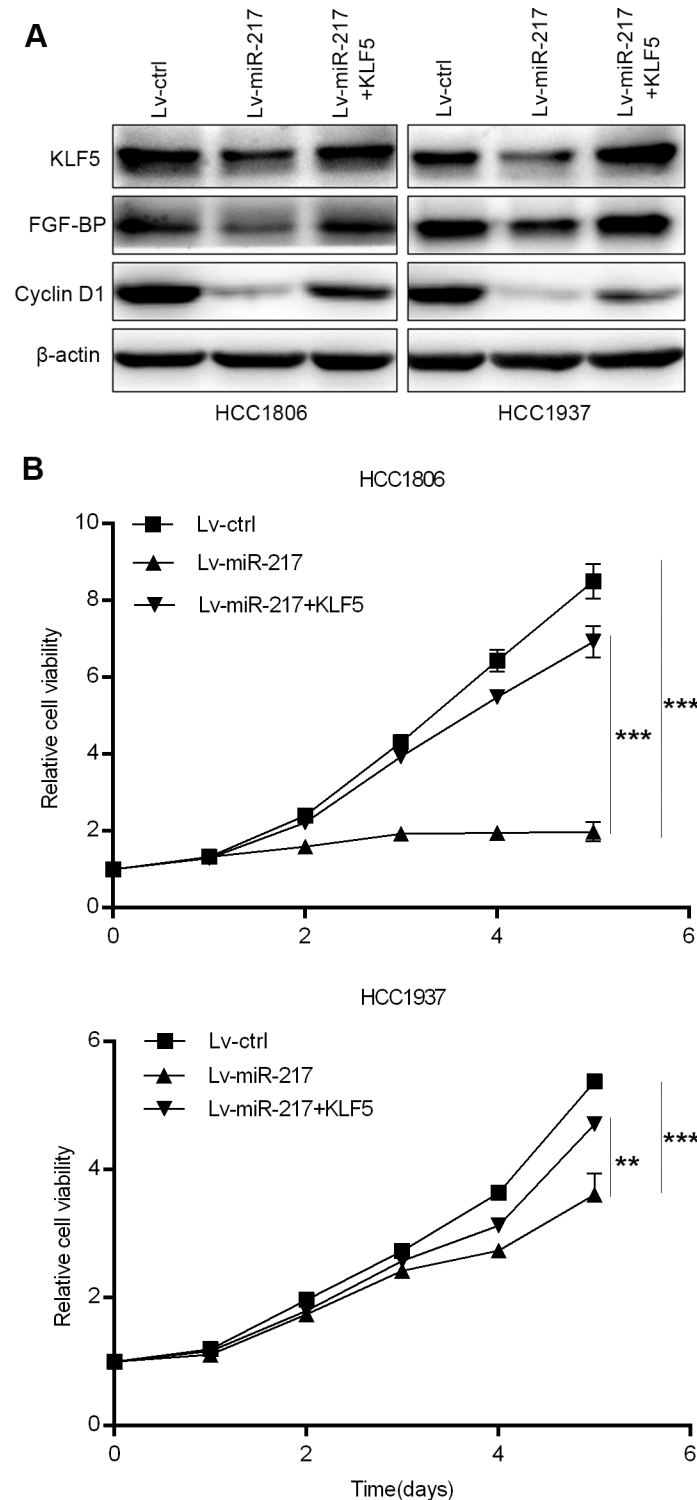 A
Lv-ctrl
Lv-miR-217
Lv-miR-217
+KLF5
Lv-ctrl
Lv-miR-217
Lv-miR-217
+KLF5
KLF5
FGF-BP
Cyclin D1
β-actin
HCC1806
HCC1937
B
HCC1806
Lv-ctrl
Lv-miR-217
Lv-miR-217+KLF5
Relative cell viability
10
8
6
4
2
0
0
2
4
6
***
***
HCC1937
Lv-ctrl
Lv-miR-217
Lv-miR-217+KLF5
Relative cell viability
6
4
2
0
0
2
4
6
**
***
Time(days)